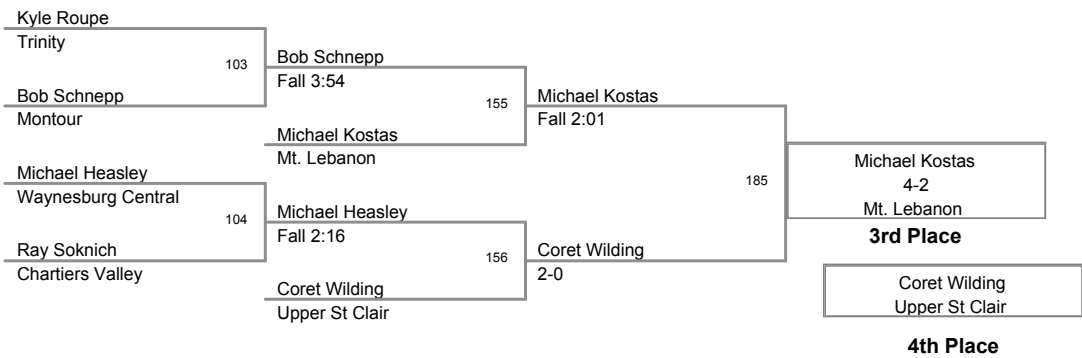 Kyle Roupe
Trinity
103
Bob Schnepp
Fall 3:54
Bob Schnepp
Montour
155
Michael Kostas
Fall 2:01
Michael Kostas
Mt. Lebanon
Michael Heasley
Waynesburg Central
104
Michael Heasley
Fall 2:16
Ray Soknich
Chartiers Valley
156
Coret Wilding
2-0
Coret Wilding
Upper St Clair
185
Michael Kostas
4-2
Mt. Lebanon
3rd Place
Coret Wilding
Upper St Clair
4th Place